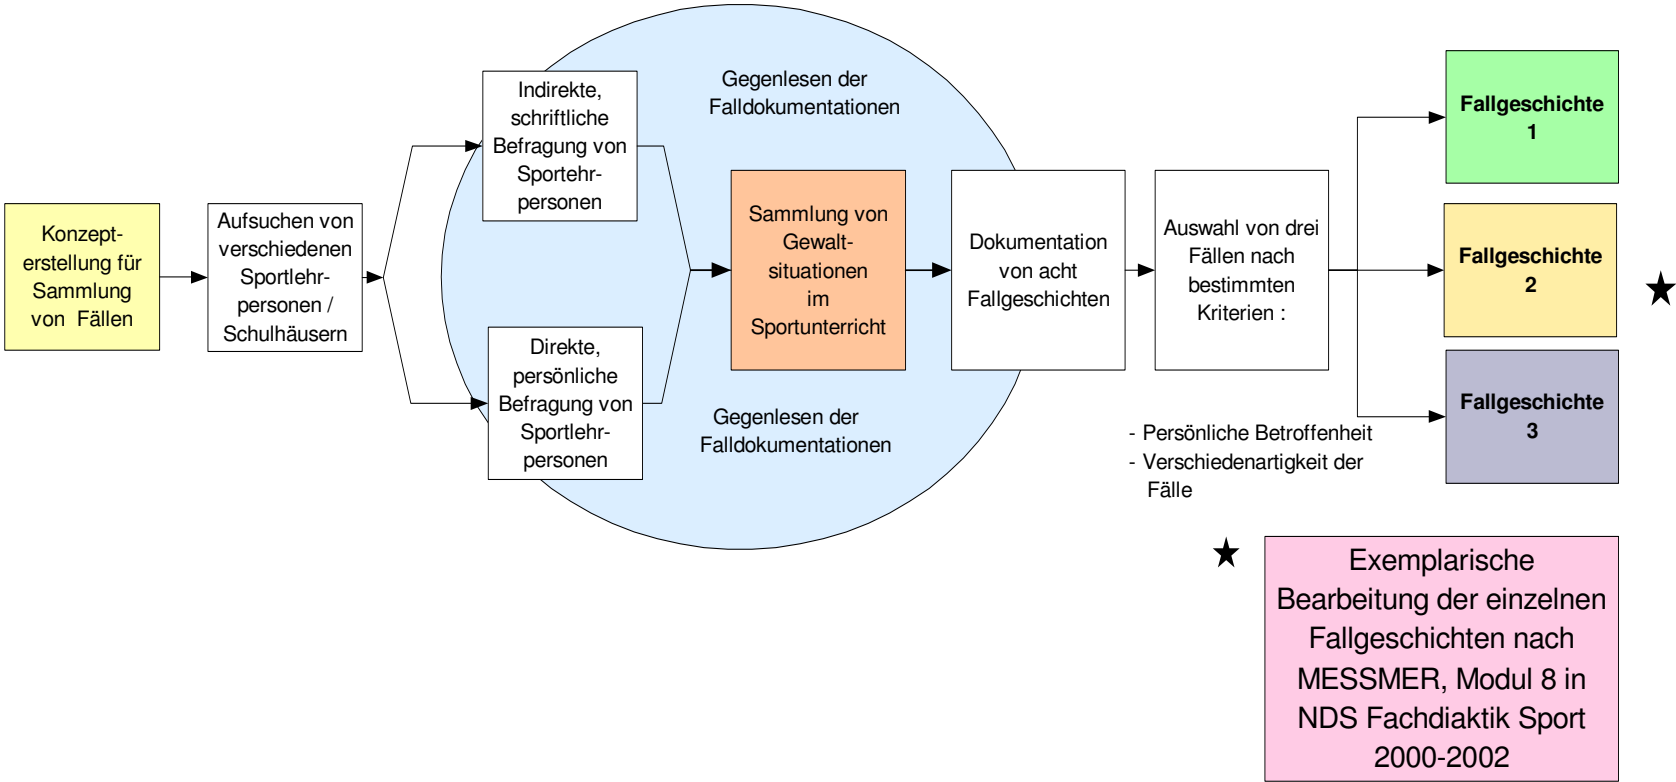 Konzept-
erstellung für
Sammlung
von Fällen
Aufsuchen von
verschiedenen
Sportlehr-
personen /
Schulhäusern
Indirekte,
schriftliche
Befragung von
Sportehr-
personen
Direkte,
persönliche
Befragung von
Sportlehr-
personen
Gegenlesen der
Falldokumentationen
Sammlung von
Gewalt-
situationen
im
Sportunterricht
Gegenlesen der
Falldokumentationen
Dokumentation
von acht
Fallgeschichten
Auswahl von drei
Fällen nach
bestimmten
Kriterien :
- Persönliche Betroffenheit
- Verschiedenartigkeit der
Fälle
Fallgeschichte
1
Fallgeschichte
2
Fallgeschichte
3
Exemplarische
Bearbeitung der einzelnen
Fallgeschichten nach
MESSMER, Modul 8 in
NDS Fachdiaktik Sport
2000-2002